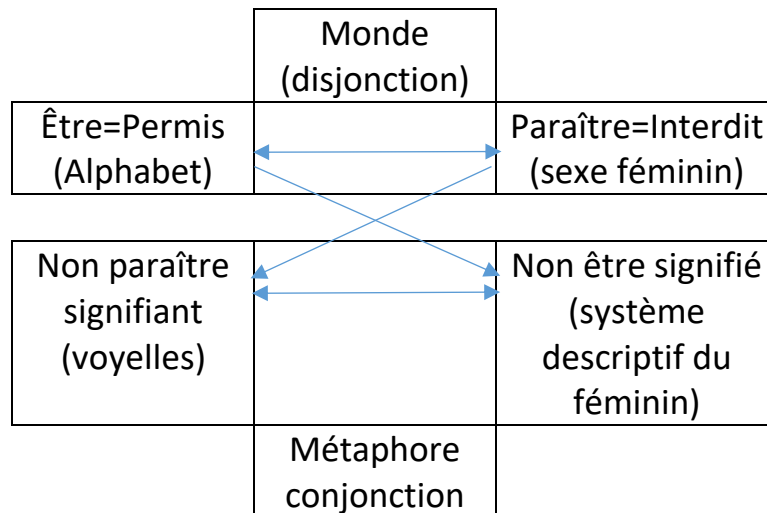 Monde
(disjonction)
Être=Permis
(Alphabet)
Paraître=Interdit
(sexe féminin)
Non paraître
signifiant
(voyelles)
Non être signifié
(système
descriptif du
féminin)
Métaphore
conjonction